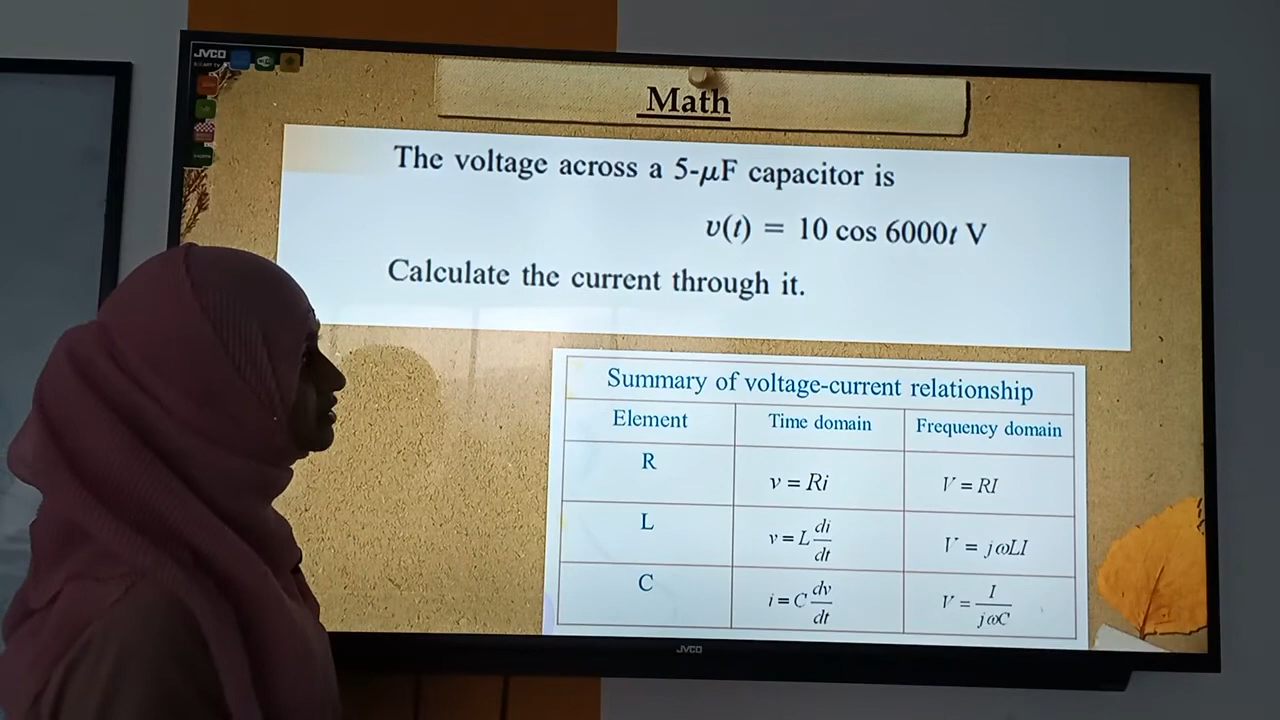 JVCO
Math
The voltage across a 5-μF capacitor is
v(t) = 10 cos 6000t V
Calculate the current through it.
Summary of voltage-current relationship
Element Time domain Frequency domain
R v = Ri V = RI
L v = L di/dt V = jωLI
C i = C dv/dt V = I/jωC
JVCO